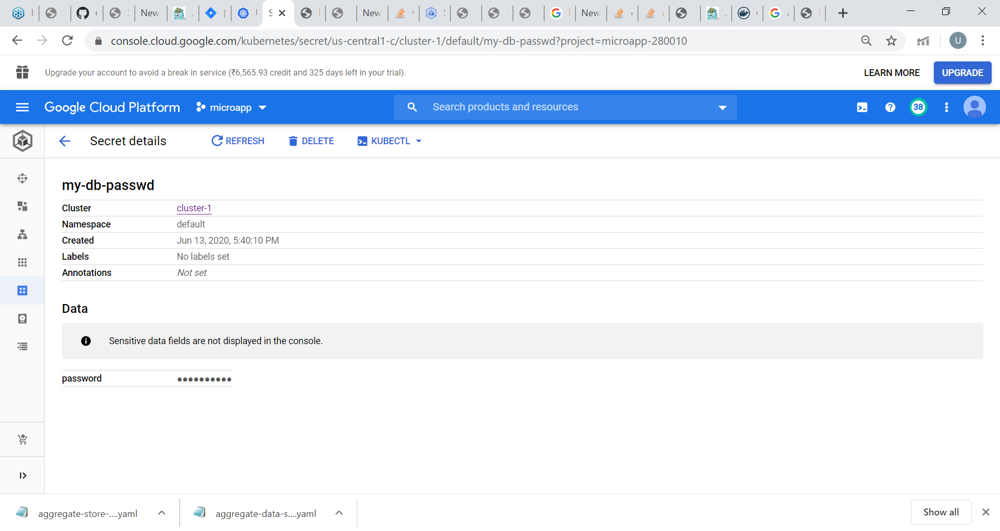 New
S
New
New
console.cloud.google.com/kubernetes/secret/us-central1-c/cluster-1/default/my-db-passwd?project=microapp-280010
U
Upgrade your account to avoid a break in service (₹6,565.93 credit and 325 days left in your trial).
LEARN MORE
UPGRADE
Google Cloud Platform
microapp
Search products and resources
38
Secret details
REFRESH
DELETE
KUBECTL
my-db-passwd
Cluster cluster-1
Namespace default
Created Jun 13, 2020, 5:40:10 PM
Labels No labels set
Annotations Not set
Data
Sensitive data fields are not displayed in the console.
password ●●●●●●●●●●
aggregate-store-....yaml
aggregate-data-s....yaml
Show all